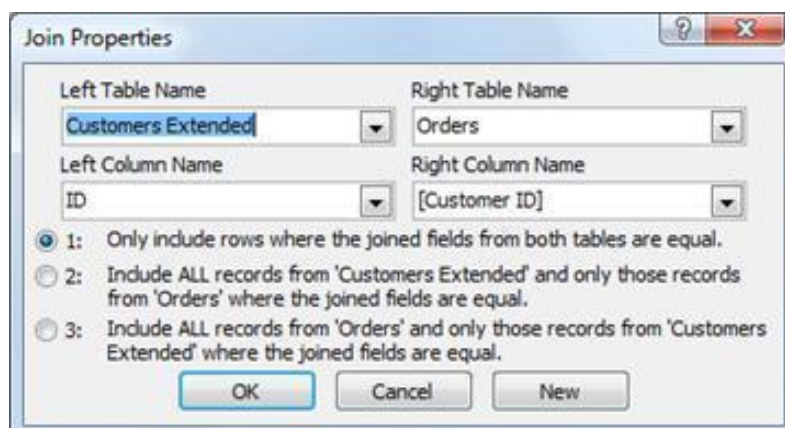 Join Properties
Left Table Name
Right Table Name
Customers Extended
Orders
Left Column Name
Right Column Name
ID
[Customer ID]
1: Only include rows where the joined fields from both tables are equal.
2: Include ALL records from 'Customers Extended' and only those records
from 'Orders' where the joined fields are equal.
3: Include ALL records from 'Orders' and only those records from 'Customers
Extended' where the joined fields are equal.
OK
Cancel
New